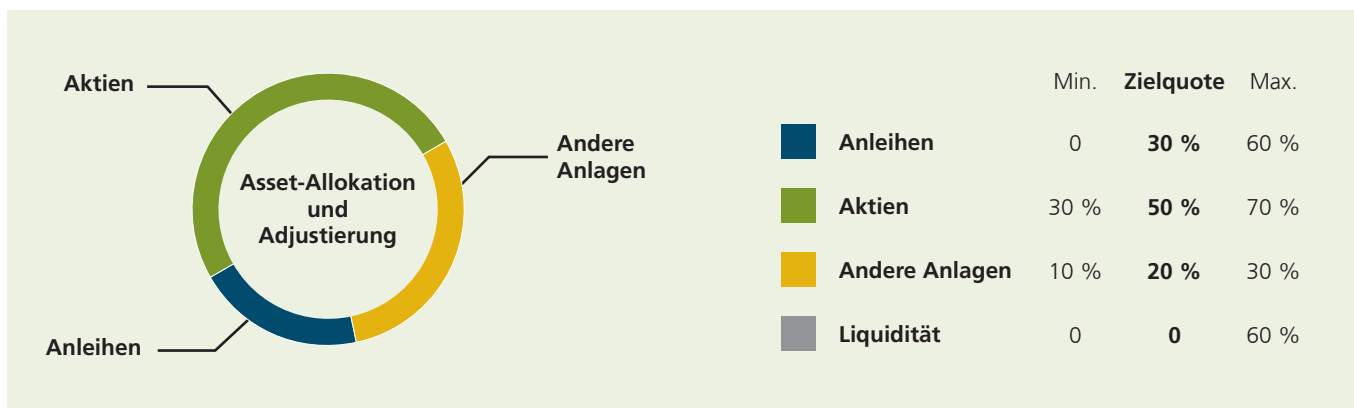 Aktien
Asset-Allokation
und
Adjustierung
Andere
Anlagen
Anleihen
Min. Zielquote Max.
Anleihen 0 30 % 60 %
Aktien 30 % 50 % 70 %
Andere Anlagen 10 % 20 % 30 %
Liquidität 0 0 60 %